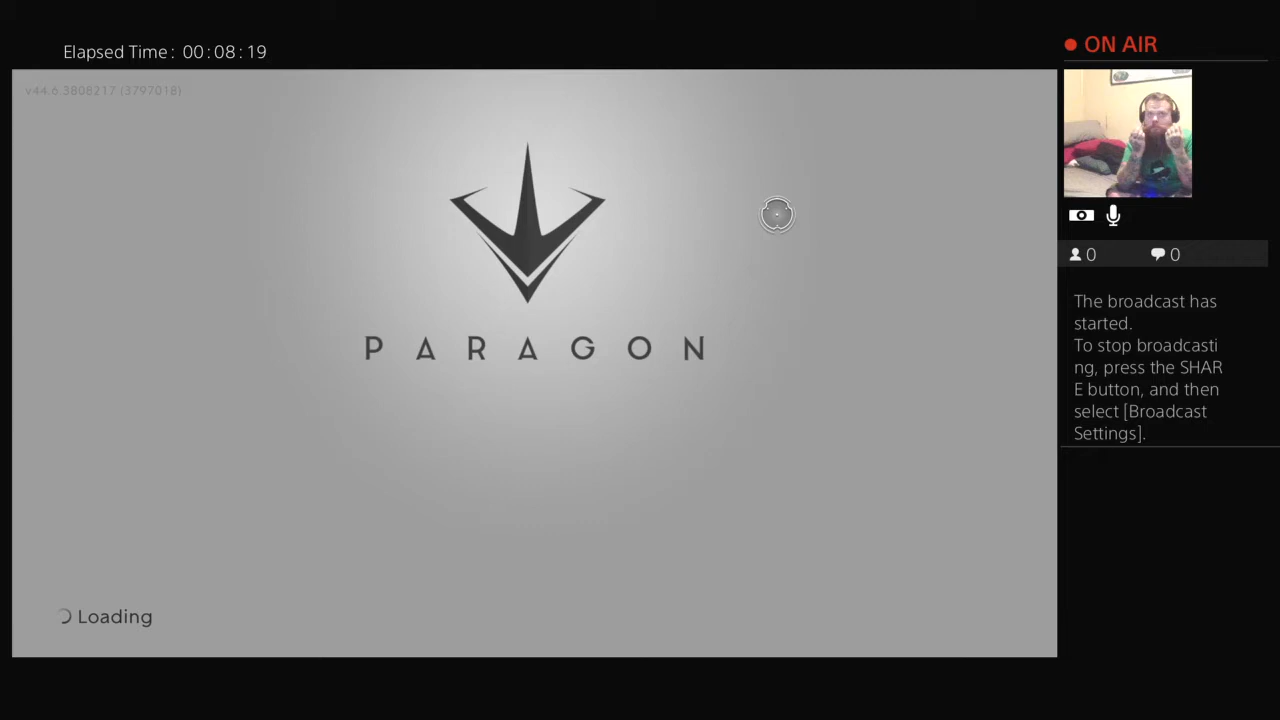 Elapsed Time: 00:08:19
ON AIR
v44.6.3808217 (3797018)
PARAGON
0 0
The broadcast has
started.
To stop broadcasti
ng, press the SHAR
E button, and then
select [Broadcast
Settings].
Loading